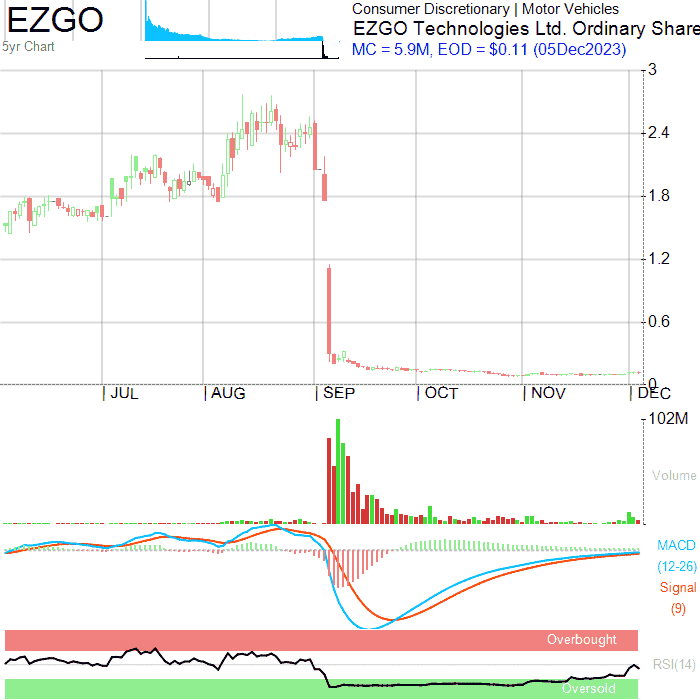 EZGO
5yr Chart
Consumer Discretionary | Motor Vehicles
EZGO Technologies Ltd. Ordinary Share
MC = 5.9M, EOD = $0.11 (05Dec2023)
3
2.4
1.8
1.2
0.6
0
JUL
AUG
SEP
OCT
NOV
DEC
102M
Volume
MACD
(12-26)
Signal
(9)
Overbought
RSI(14)
Oversold